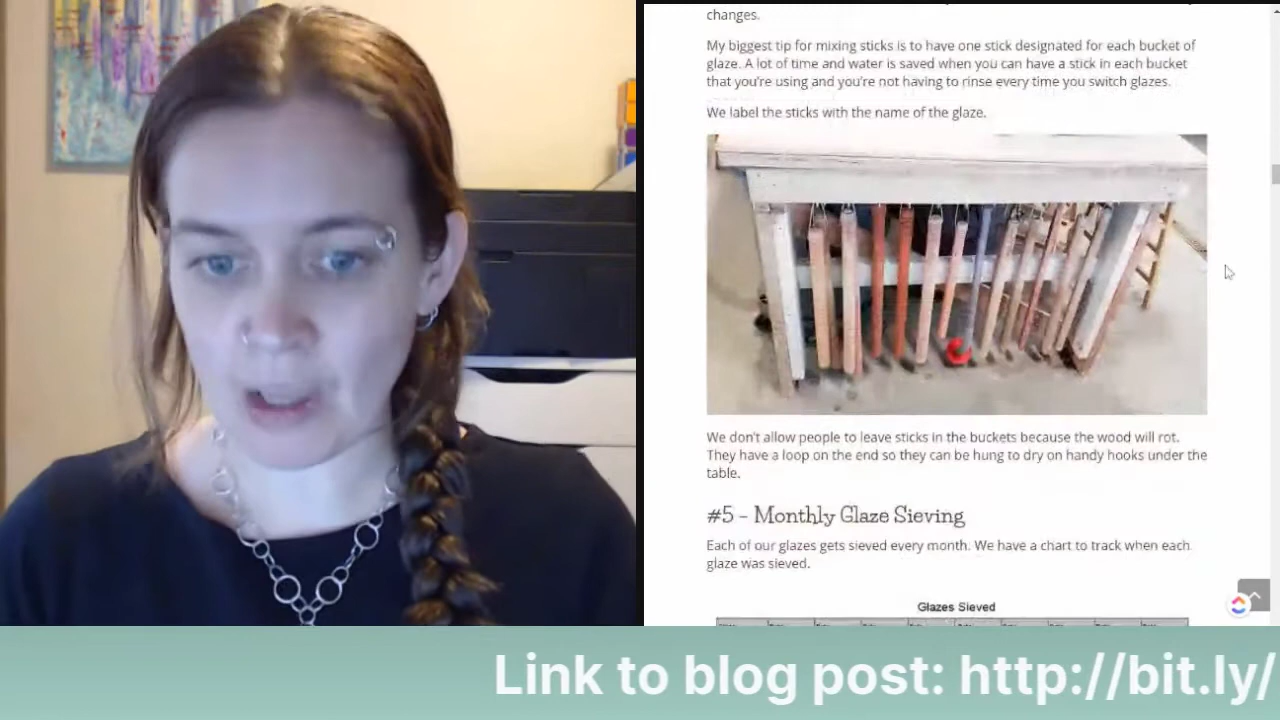 changes.
My biggest tip for mixing sticks is to have one stick designated for each bucket of
glaze. A lot of time and water is saved when you can have a stick in each bucket
that you're using and you're not having to rinse every time you switch glazes.
We label the sticks with the name of the glaze.
We don't allow people to leave sticks in the buckets because the wood will rot.
They have a loop on the end so they can be hung to dry on handy hooks under the
table.
#5 – Monthly Glaze Sieving
Each of our glazes gets sieved every month. We have a chart to track when each
glaze was sieved.
Glazes Sieved
Link to blog post: http://bit.ly/